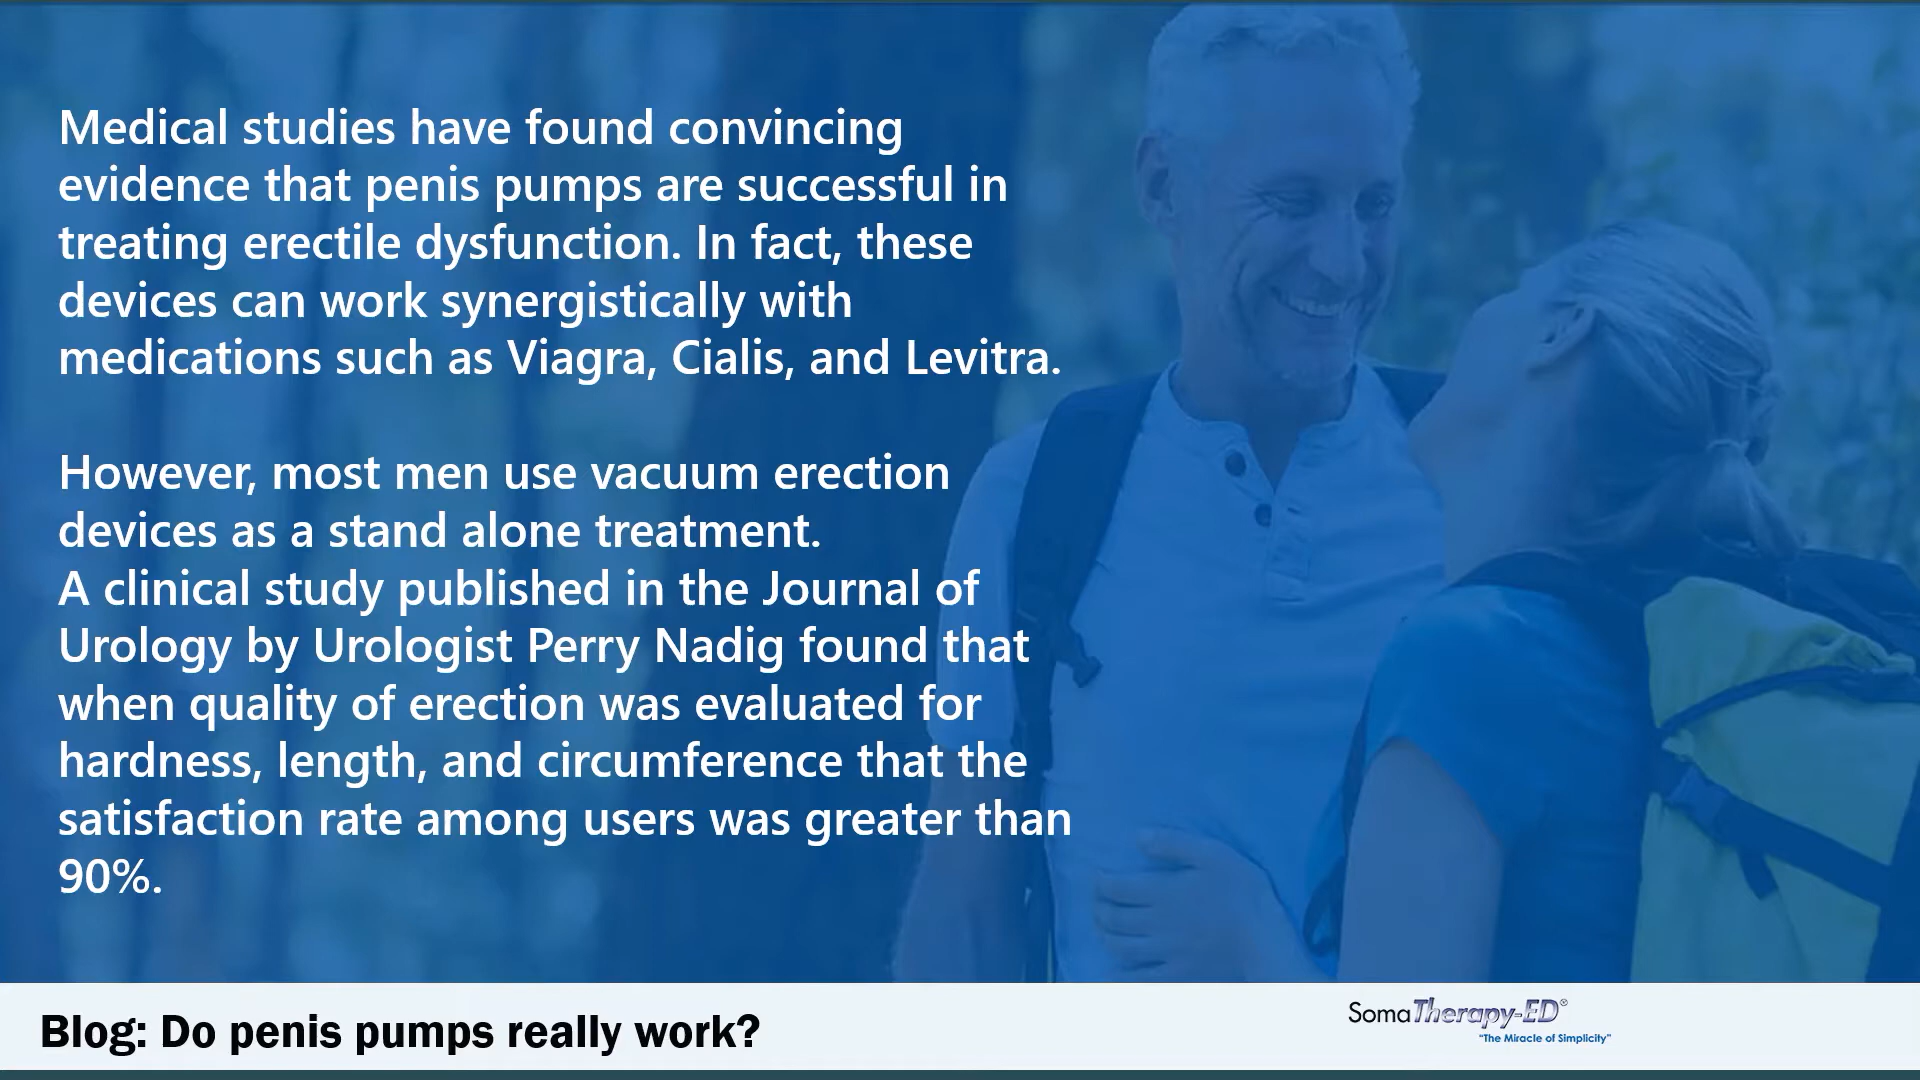 Medical studies have found convincing
evidence that penis pumps are successful in
treating erectile dysfunction. In fact, these
devices can work synergistically with
medications such as Viagra, Cialis, and Levitra.
However, most men use vacuum erection
devices as a stand alone treatment.
A clinical study published in the Journal of
Urology by Urologist Perry Nadig found that
when quality of erection was evaluated for
hardness, length, and circumference that the
satisfaction rate among users was greater than
90%.
Blog: Do penis pumps really work?
SomaTherapy-ED®
"The Miracle of Simplicity"